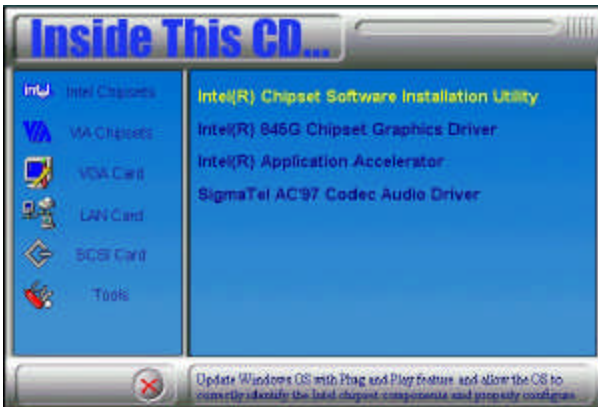 Inside This CD...
intel Intel Chipsets
VIA VIA Chipsets
VGA Card
LAN Card
SCSI Card
Tools
Intel(R) Chipset Software Installation Utility
Intel(R) 845G Chipset Graphics Driver
Intel(R) Application Accelerator
SigmaTel AC'97 Codec Audio Driver
Update Windows OS with Plug and Play feature and allow the OS to
correctly identify the Intel chipset components and properly configure